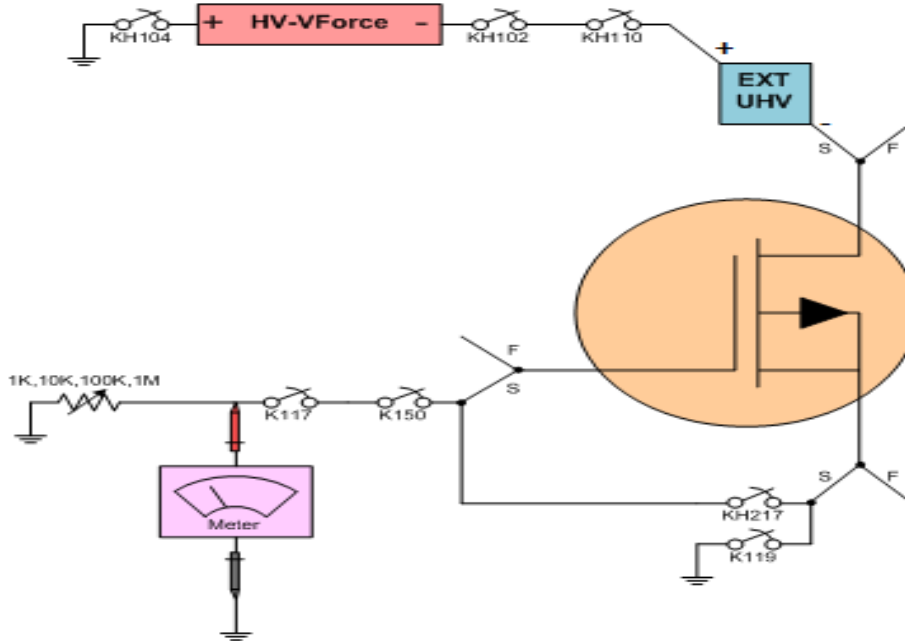 + HV-VForce -
KH104
KH102
KH110
+
EXT
UHV
-
S
F
F
S
1K,10K,100K,1M
K117
K150
Meter
S
F
KH217
K119